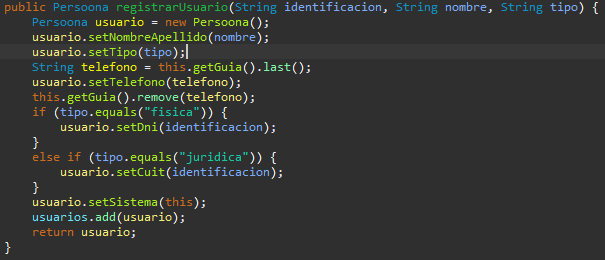 public Persoona registrarUsuario(String identificacion, String nombre, String tipo) {
    Persoona usuario = new Persoona();
    usuario.setNombreApellido(nombre);
    usuario.setTipo(tipo);
    String telefono = this.getGuia().last();
    usuario.setTelefono(telefono);
    this.getGuia().remove(telefono);
    if (tipo.equals("fisica")) {
        usuario.setDni(identificacion);
    }
    else if (tipo.equals("juridica")) {
        usuario.setCuit(identificacion);
    }
    usuario.setSistema(this);
    usuarios.add(usuario);
    return usuario;
}